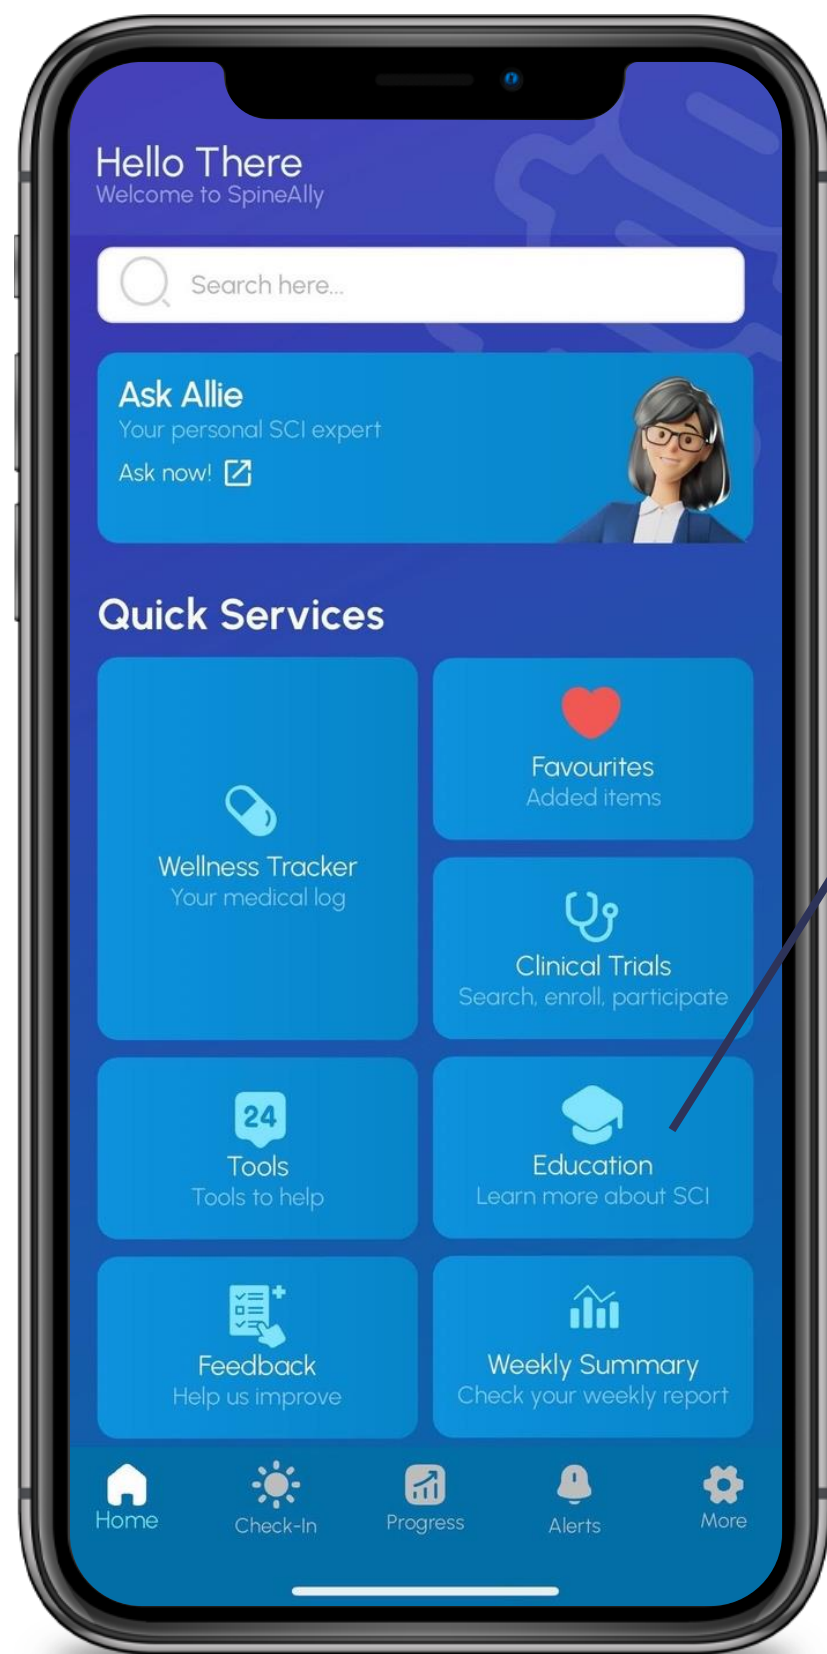 Hello There
Welcome to SpineAlly
Search here...
Ask Allie
Your personal SCI expert
Ask now!
Quick Services
Wellness Tracker
Your medical log
Favourites
Added items
Clinical Trials
Search, enroll, participate
24
Tools
Tools to help
Education
Learn more about SCI
Feedback
Help us improve
Weekly Summary
Check your weekly report
Home
Check-In
Progress
Alerts
More